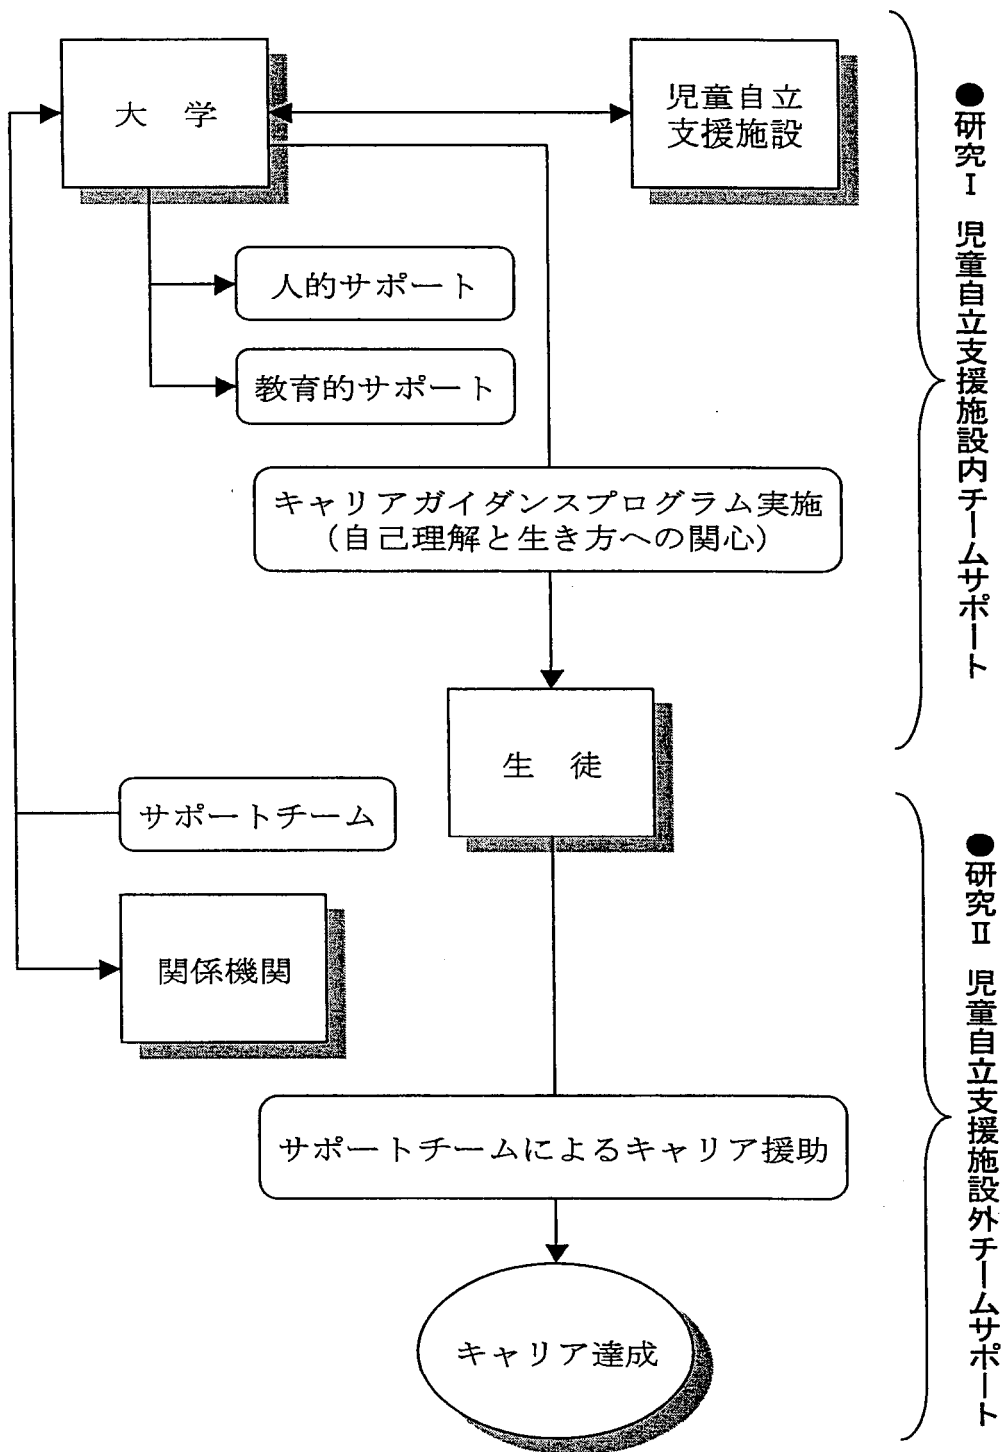 大 学
児童自立
支援施設
人的サポート
教育的サポート
キャリアガイダンスプログラム実施
(自己理解と生き方への関心)
生 徒
サポートチーム
関係機関
サポートチームによるキャリア援助
キャリア達成
●研究Ⅰ 児童自立支援施設内チームサポート
●研究Ⅱ 児童自立支援施設外チームサポート